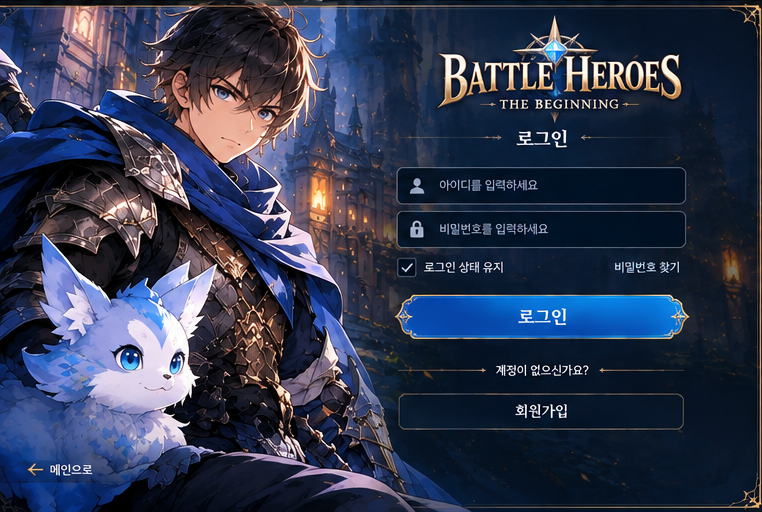 BATTLE HEROES
THE BEGINNING
로그인
아이디를 입력하세요
비밀번호를 입력하세요
로그인 상태 유지 비밀번호 찾기
로그인
계정이 없으신가요?
회원가입
메인으로